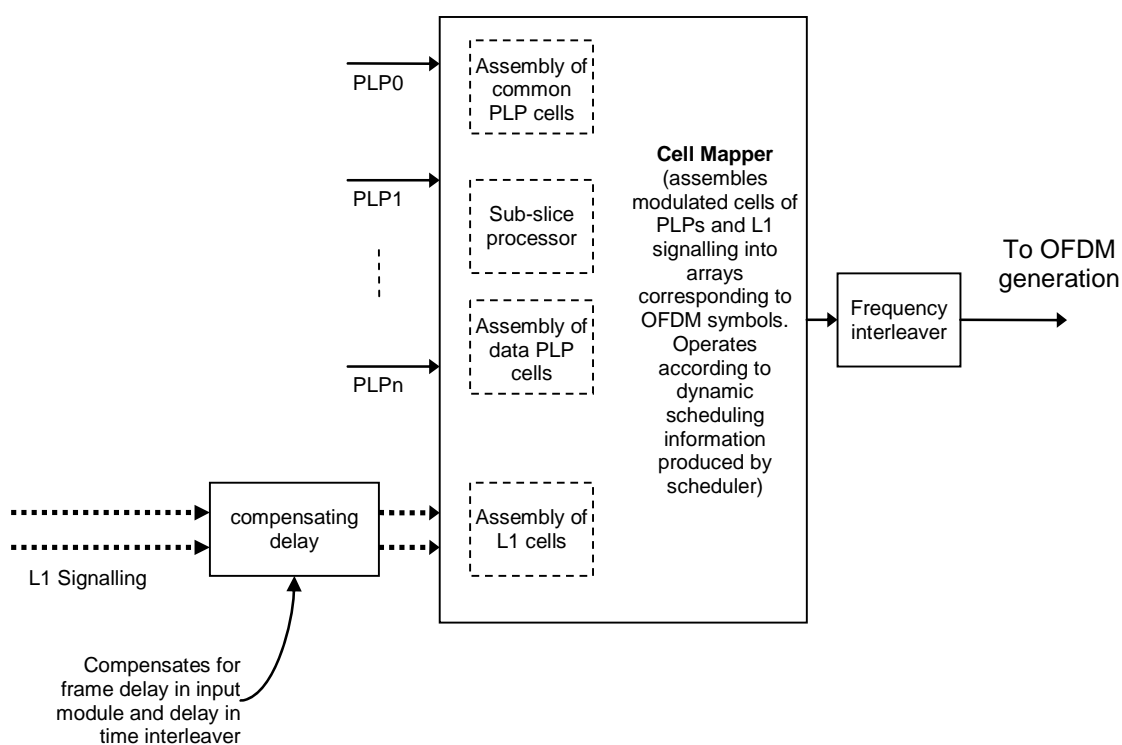 PLP0
Assembly of
common
PLP cells
PLP1
Sub-slice
processor
Assembly of
data PLP
cells
PLPn
Cell Mapper
(assembles
modulated cells of
PLPs and L1
signalling into
arrays
corresponding to
OFDM symbols.
Operates
according to
dynamic
scheduling
information
produced by
scheduler)
Frequency
interleaver
To OFDM
generation
L1 Signalling
compensating
delay
Assembly of
L1 cells
Compensates for
frame delay in input
module and delay in
time interleaver